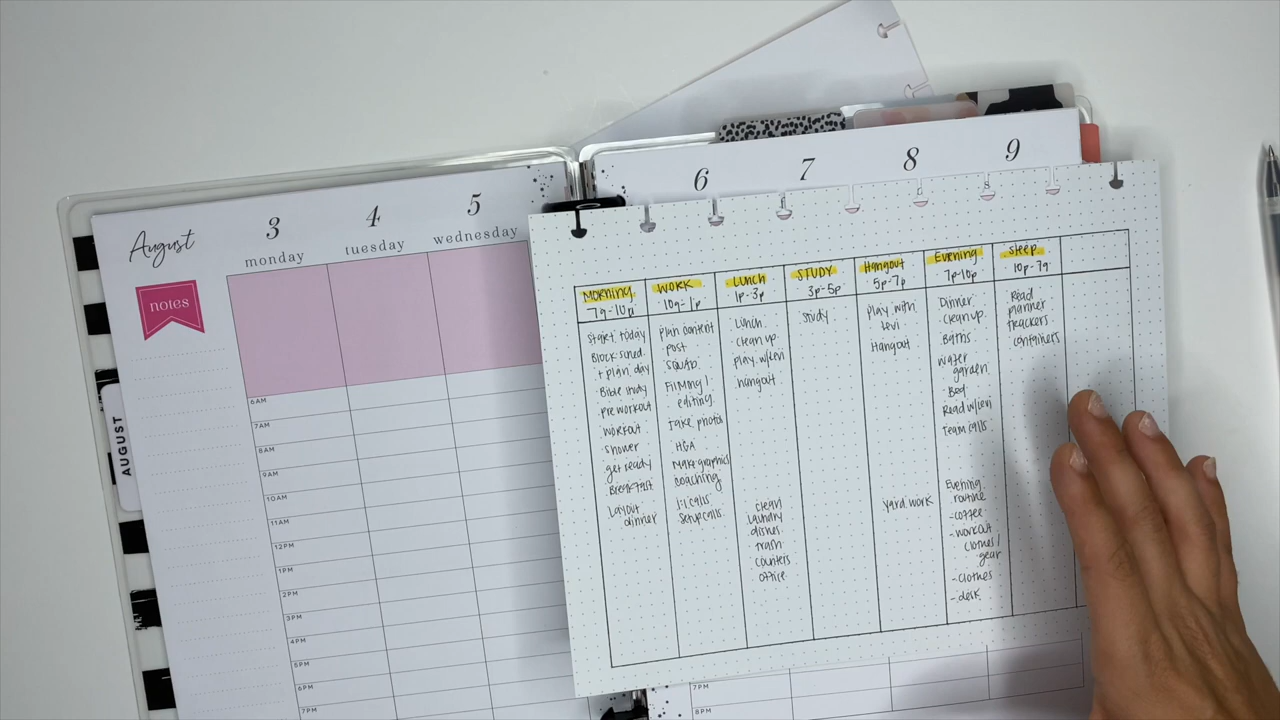 August
notes
AUGUST
3
monday
4
tuesday
5
wednesday
6
7
8
9
6AM
7AM
8AM
9AM
10AM
11AM
12PM
1PM
2PM
3PM
4PM
5PM
6PM
7PM
MORNING
7a-10a
Start today
Block sched.
+ plan day
Bible study
preworkout
workout
shower
get ready
Breakfast
Layout
dinner
WORK
10a-1p
Plan content
post
Filming/
editing
take photos
Make graphics
coaching
1:1 calls
Setup calls
LUNCH
1p-3p
Lunch
clean up
play w/levi
hangout
clean
laundry
dishes
trash
counters
office
STUDY
3p-5p
study
Hangout
5p-7p
Play with
Levi
Hangout
yard work
Evening
7p-10p
Dinner
cleanup
Baths
water
garden
Bed
Read w/levi
team calls
Evening
routine
-coffee
-workout
clothes/
gear
-clothes
-desk
Sleep
10p-7a
Read
planner
trackers
containers
7PM
8PM